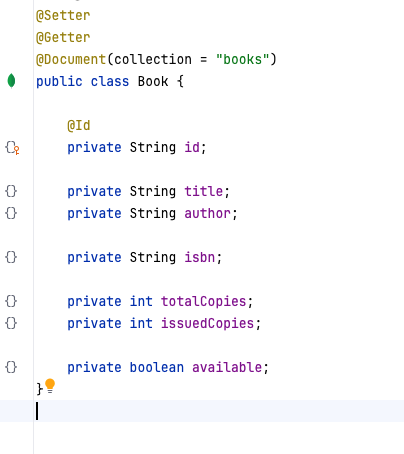 @Setter
@Getter
@Document(collection = "books")
public class Book {
@Id
private String id;
private String title;
private String author;
private String isbn;
private int totalCopies;
private int issuedCopies;
private boolean available;
}